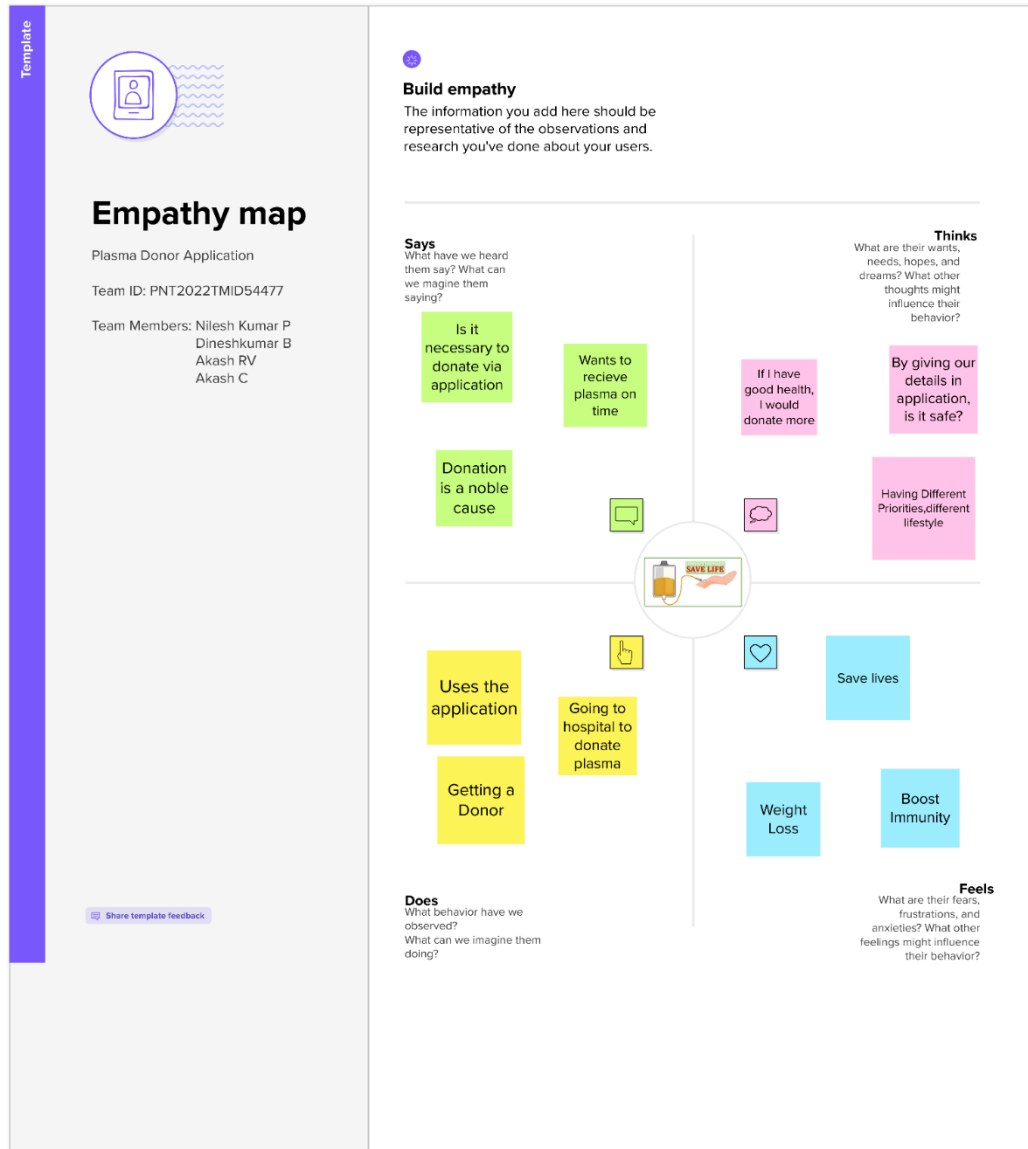 Template
Empathy map
Plasma Donor Application
Team ID: PNT2022TMID54477
Team Members: Nilesh Kumar P
Dineshkumar B
Akash RV
Akash C
Share template feedback
Build empathy
The information you add here should be
representative of the observations and
research you've done about your users.
Says
What have we heard
them say? What can
we magine them
saying?
Is it
necessary to
donate via
application
Wants to
recieve
plasma on
time
Donation
is a noble
cause
Thinks
What are their wants,
needs, hopes, and
dreams? What other
thoughts might
influence their
behavior?
If I have
good health,
I would
donate more
By giving our
details in
application,
is it safe?
Having Different
Priorities,different
lifestyle
SAVE LIFE
Uses the
application
Going to
hospital to
donate
plasma
Getting a
Donor
Does
What behavior have we
observed?
What can we imagine them
doing?
Save lives
Weight
Loss
Boost
Immunity
Feels
What are their fears,
frustrations, and
anxieties? What other
feelings might influence
their behavior?